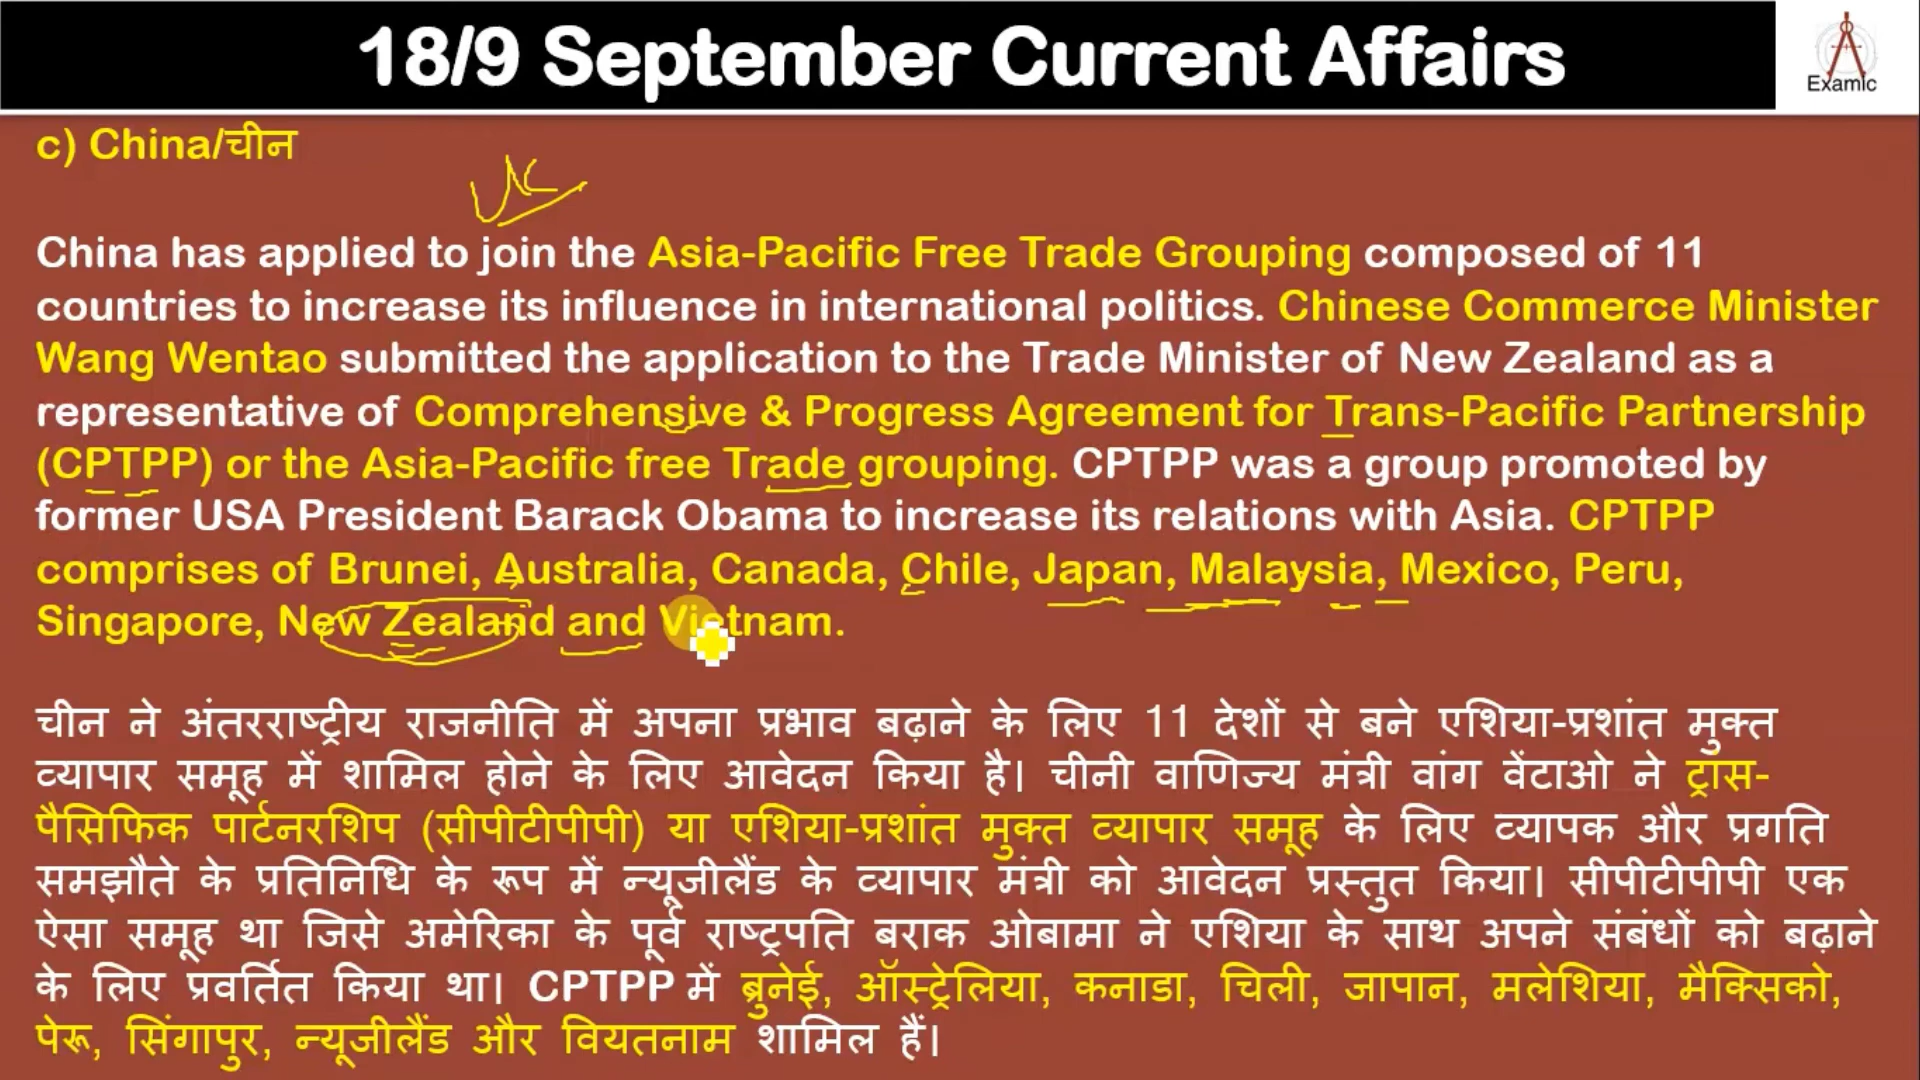 18/9 September Current Affairs
Examic
c) China/चीन
China has applied to join the Asia-Pacific Free Trade Grouping composed of 11
countries to increase its influence in international politics. Chinese Commerce Minister
Wang Wentao submitted the application to the Trade Minister of New Zealand as a
representative of Comprehensive & Progress Agreement for Trans-Pacific Partnership
(CPTPP) or the Asia-Pacific free Trade grouping. CPTPP was a group promoted by
former USA President Barack Obama to increase its relations with Asia. CPTPP
comprises of Brunei, Australia, Canada, Chile, Japan, Malaysia, Mexico, Peru,
Singapore, New Zealand and Vietnam.
चीन ने अंतरराष्ट्रीय राजनीति में अपना प्रभाव बढ़ाने के लिए 11 देशों से बने एशिया-प्रशांत मुक्त
व्यापार समूह में शामिल होने के लिए आवेदन किया है। चीनी वाणिज्य मंत्री वांग वेंटाओ ने ट्रांस-
पैसिफिक पार्टनरशिप (सीपीटीपीपी) या एशिया-प्रशांत मुक्त व्यापार समूह के लिए व्यापक और प्रगति
समझौते के प्रतिनिधि के रूप में न्यूजीलैंड के व्यापार मंत्री को आवेदन प्रस्तुत किया। सीपीटीपीपी एक
ऐसा समूह था जिसे अमेरिका के पूर्व राष्ट्रपति बराक ओबामा ने एशिया के साथ अपने संबंधों को बढ़ाने
के लिए प्रवर्तित किया था। CPTPP में ब्रुनेई, ऑस्ट्रेलिया, कनाडा, चिली, जापान, मलेशिया, मैक्सिको,
पेरू, सिंगापुर, न्यूजीलैंड और वियतनाम शामिल हैं।